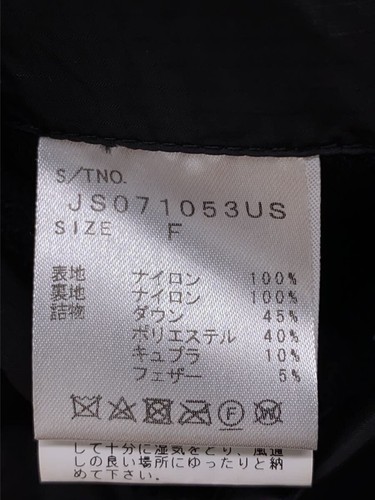 S/TNO.
JS071053US
SIZE F
表地 ナイロン 100%
裏地 ナイロン 100%
詰物 ダウン 45%
ポリエステル 40%
キュプラ 10%
フェザー 5%
F W
して十分に湿気をとり、風通
しの良い場所にゆったりと納
めて下さい。